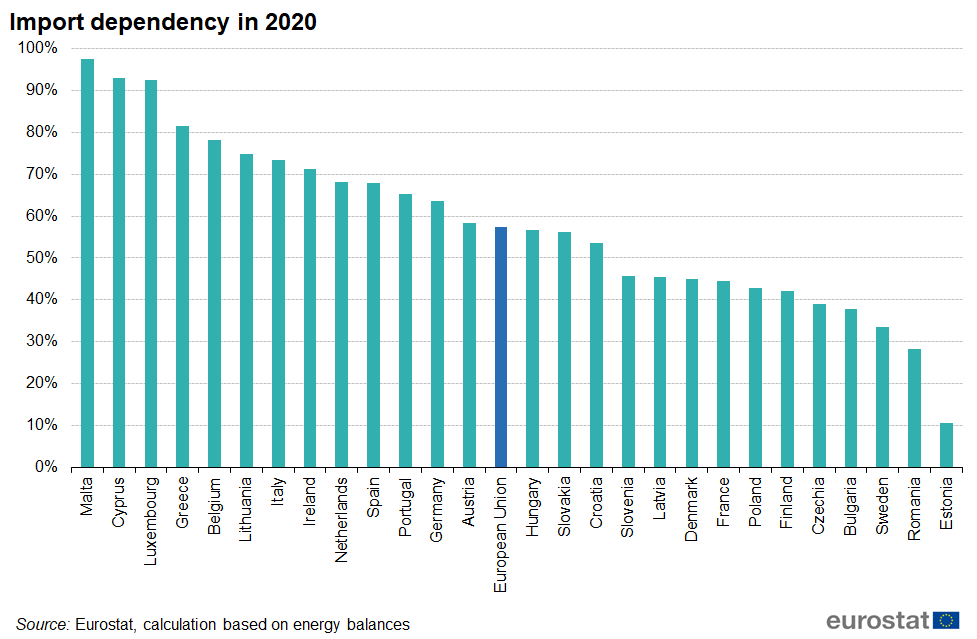 Import dependency in 2020
100%
90%
80%
70%
60%
50%
40%
30%
20%
10%
0%
Malta
Cyprus
Luxembourg
Greece
Belgium
Lithuania
Italy
Ireland
Netherlands
Spain
Portugal
Germany
Austria
European Union
Hungary
Slovakia
Croatia
Slovenia
Latvia
Denmark
France
Poland
Finland
Czechia
Bulgaria
Sweden
Romania
Estonia
Source: Eurostat, calculation based on energy balances
eurostat